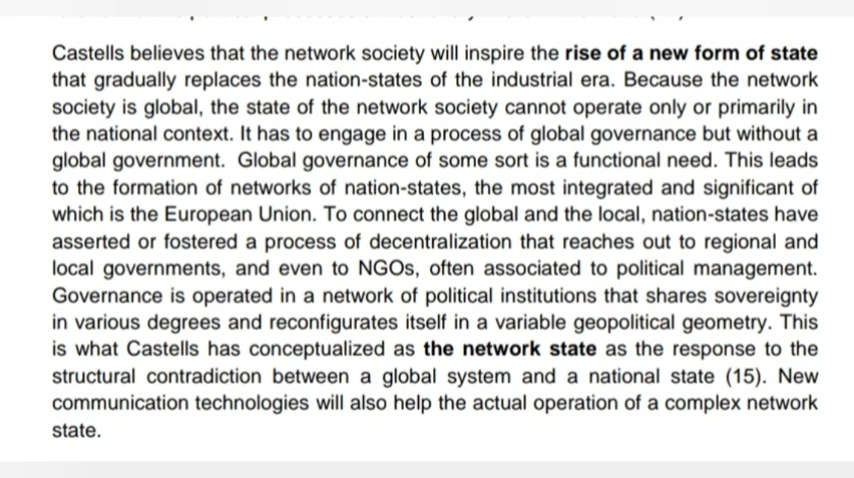 Castells believes that the network society will inspire the rise of a new form of state
that gradually replaces the nation-states of the industrial era. Because the network
society is global, the state of the network society cannot operate only or primarily in
the national context. It has to engage in a process of global governance but without a
global government. Global governance of some sort is a functional need. This leads
to the formation of networks of nation-states, the most integrated and significant of
which is the European Union. To connect the global and the local, nation-states have
asserted or fostered a process of decentralization that reaches out to regional and
local governments, and even to NGOs, often associated to political management.
Governance is operated in a network of political institutions that shares sovereignty
in various degrees and reconfigurates itself in a variable geopolitical geometry. This
is what Castells has conceptualized as the network state as the response to the
structural contradiction between a global system and a national state (15). New
communication technologies will also help the actual operation of a complex network
state.